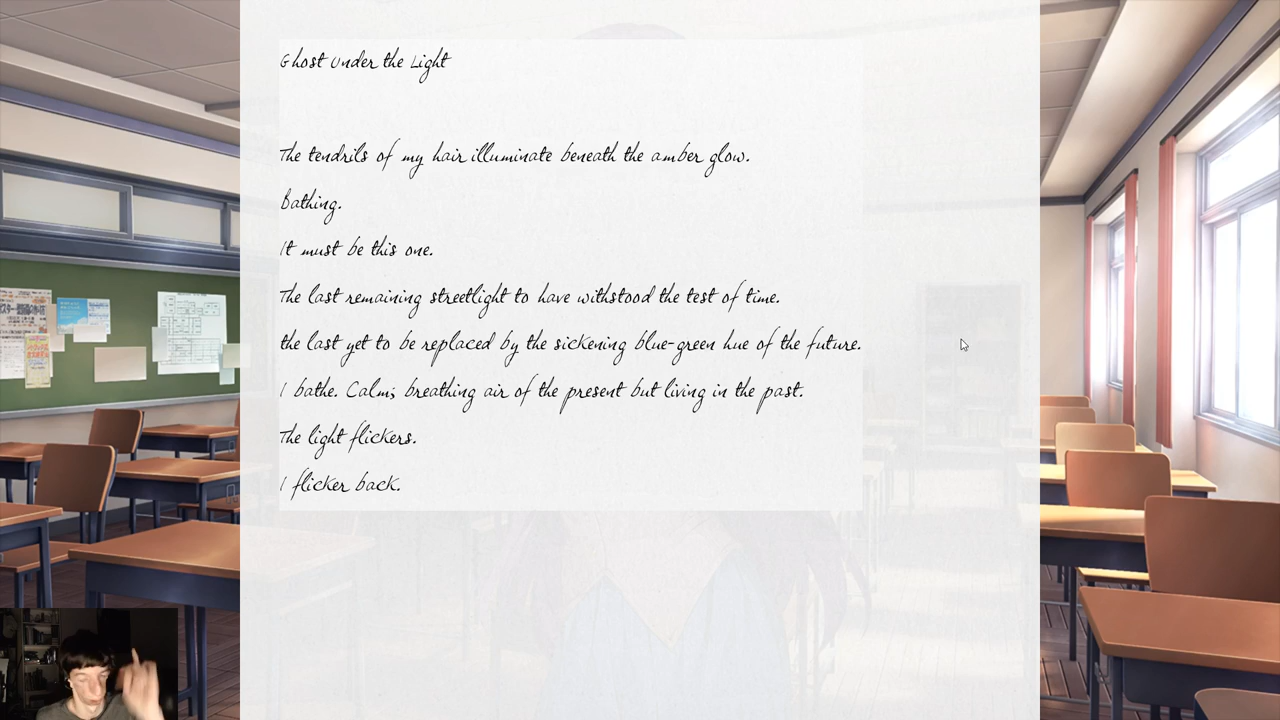 Ghost Under the Light
The tendrils of my hair illuminate beneath the amber glow.
Bathing.
It must be this one.
The last remaining streetlight to have withstood the test of time.
the last yet to be replaced by the sickening blue-green hue of the future.
I bathe. Calm; breathing air of the present but living in the past.
The light flickers.
I flicker back.